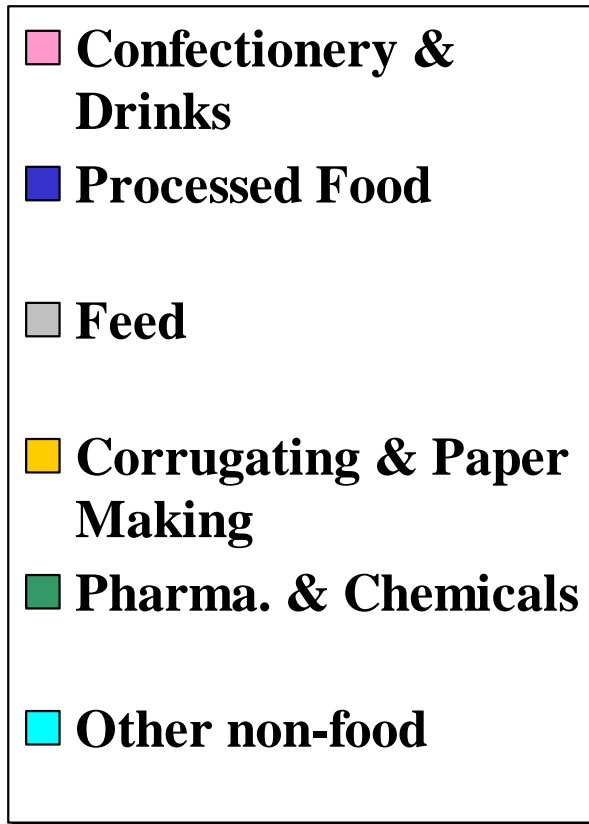 Confectionery &
Drinks
Processed Food
Feed
Corrugating & Paper
Making
Pharma. & Chemicals
Other non-food